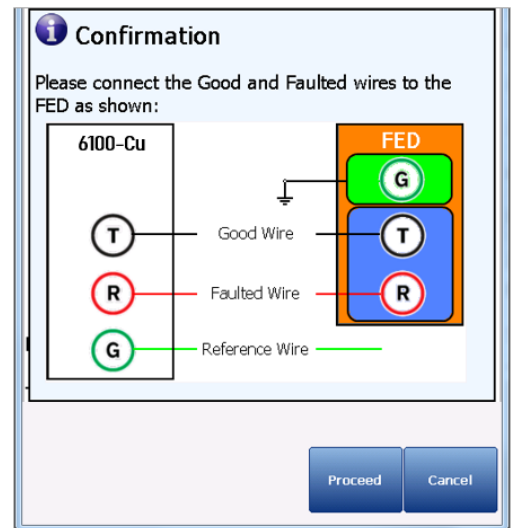 i Confirmation
Please connect the Good and Faulted wires to the
FED as shown:
6100-Cu FED
G
T Good Wire T
R Faulted Wire R
G Reference Wire
Proceed Cancel